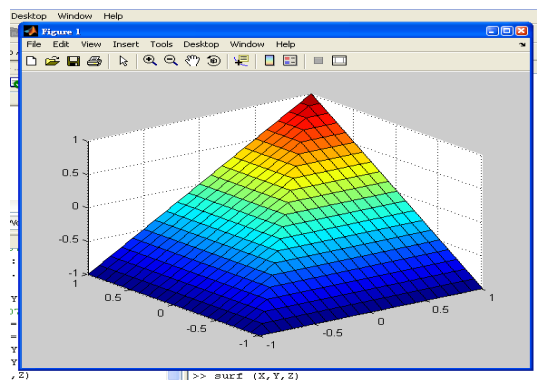 Desktop Window Help
Figure 1
File Edit View Insert Tools Desktop Window Help
1
0.5
0
-0.5
-1
1
0.5
0
-0.5
-1
-1
-0.5
0
0.5
1
Y
=
=
Y
Y
,Z)
>> surf (X,Y,Z)